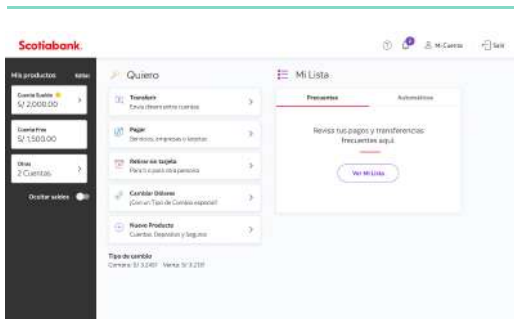 Scotiabank.
Mi Cuenta
Salir
Mis productos
Cuenta Sueldo
S/ 2,000.00
Cuenta Free
S/ 1,500.00
Otras
2 Cuentas
Ocultar saldos
Quiero
Transferir
Envía dinero entre cuentas
Pagar
Servicios, empresas y tarjetas
Retirar sin tarjeta
Para ti o para otra persona
Cambiar Dólares
¡Con un Tipo de Cambio especial!
Nuevo Producto
Cuentas, Depósitos y Seguros
Tipo de cambio
Compra: S/ Venta: S/
Mi Lista
Frecuentes
Automáticos
Revisa tus pagos y transferencias
frecuentes aquí.
Ver Mi Lista